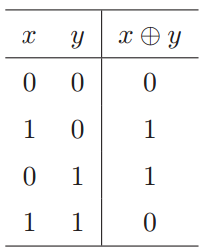 x y x ⊕ y
0 0 0
1 0 1
0 1 1
1 1 0